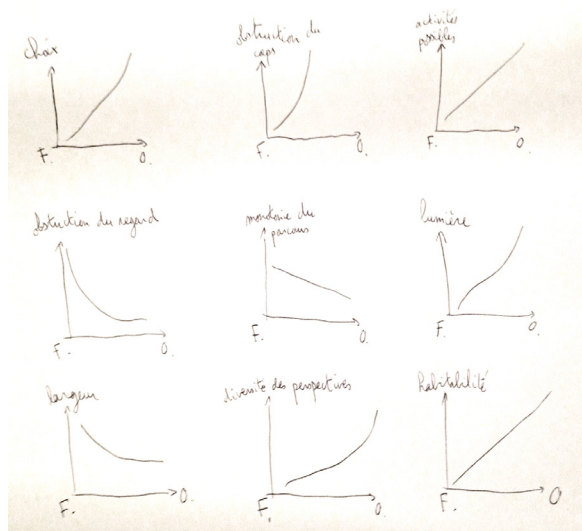 choix
obstruction du
corps
activités
possibles
F.
O.
F.
O.
F.
O.
obstruction du regard
monotonie du
parcours
lumière
F.
O.
F.
O.
F.
O.
largeur
diversité des perspectives
habitabilité
F.
O.
F.
O.
F.
O